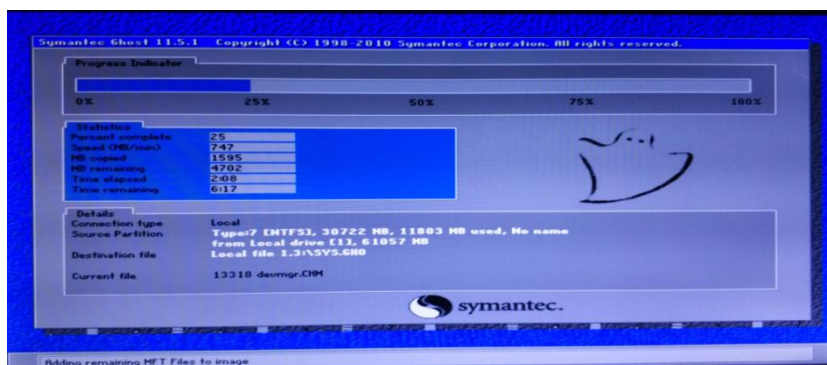 Symantec Ghost 11.5.1 Copyright (C) 1998-2010 Symantec Corporation. All rights reserved.
Progress Indicator
0% 25% 50% 75% 100%
Statistics
Percent complete 25
Speed (MB/min) 747
MB copied 1595
MB remaining 4702
Time elapsed 2:08
Time remaining 6:17
Details
Connection type Local
Source Partition Type:7 [NTFS], 30722 MB, 11803 MB used, No name
from Local drive [1], 61057 MB
Destination file Local file 1.3:\SYS.GHO
Current file 13318 devmgr.CHM
symantec.
Adding remaining MFT Files to image